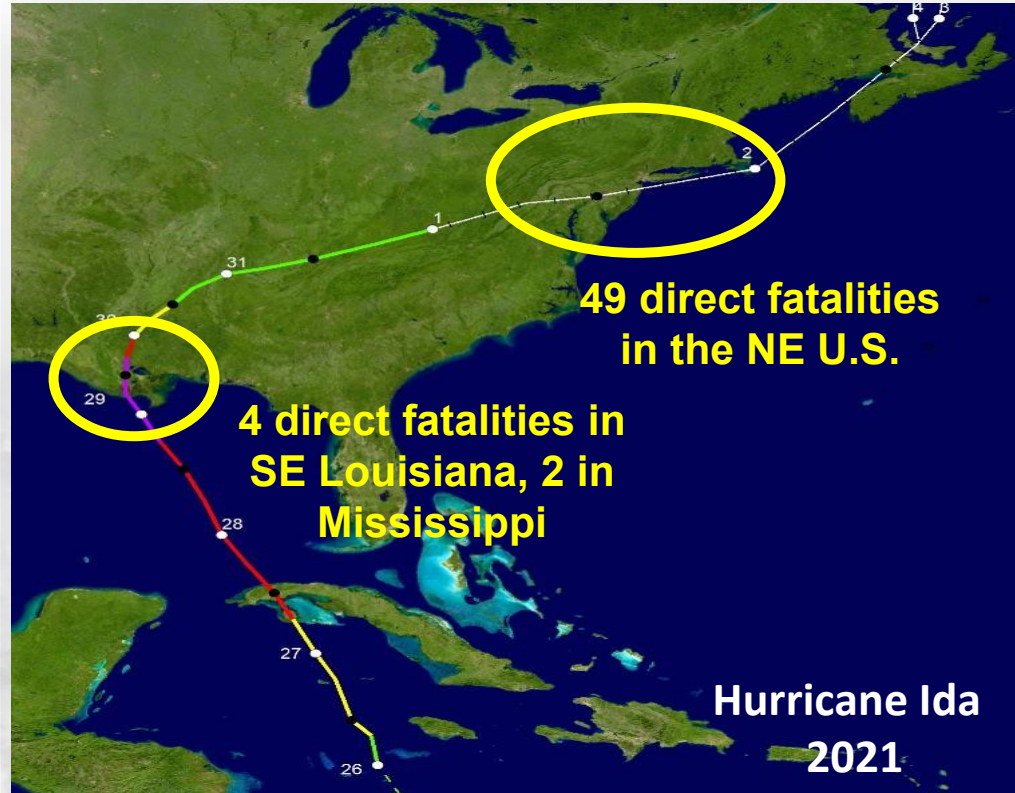 4 3
2
1
31
30
49 direct fatalities
in the NE U.S.
29
4 direct fatalities in
SE Louisiana, 2 in
Mississippi
28
27
Hurricane Ida
2021
26